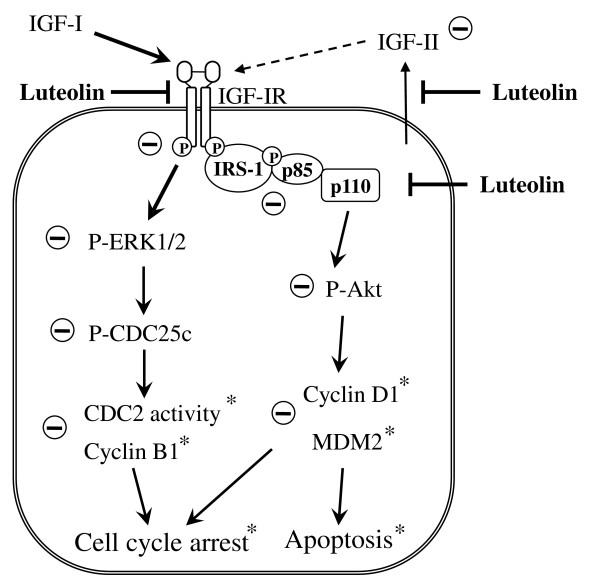 IGF-I
IGF-II
Luteolin
IGF-IR
Luteolin
P
P
P
IRS-1
p85
p110
Luteolin
P-ERK1/2
P-Akt
P-CDC25c
Cyclin D1*
CDC2 activity *
MDM2*
Cyclin B1*
Cell cycle arrest*
Apoptosis*